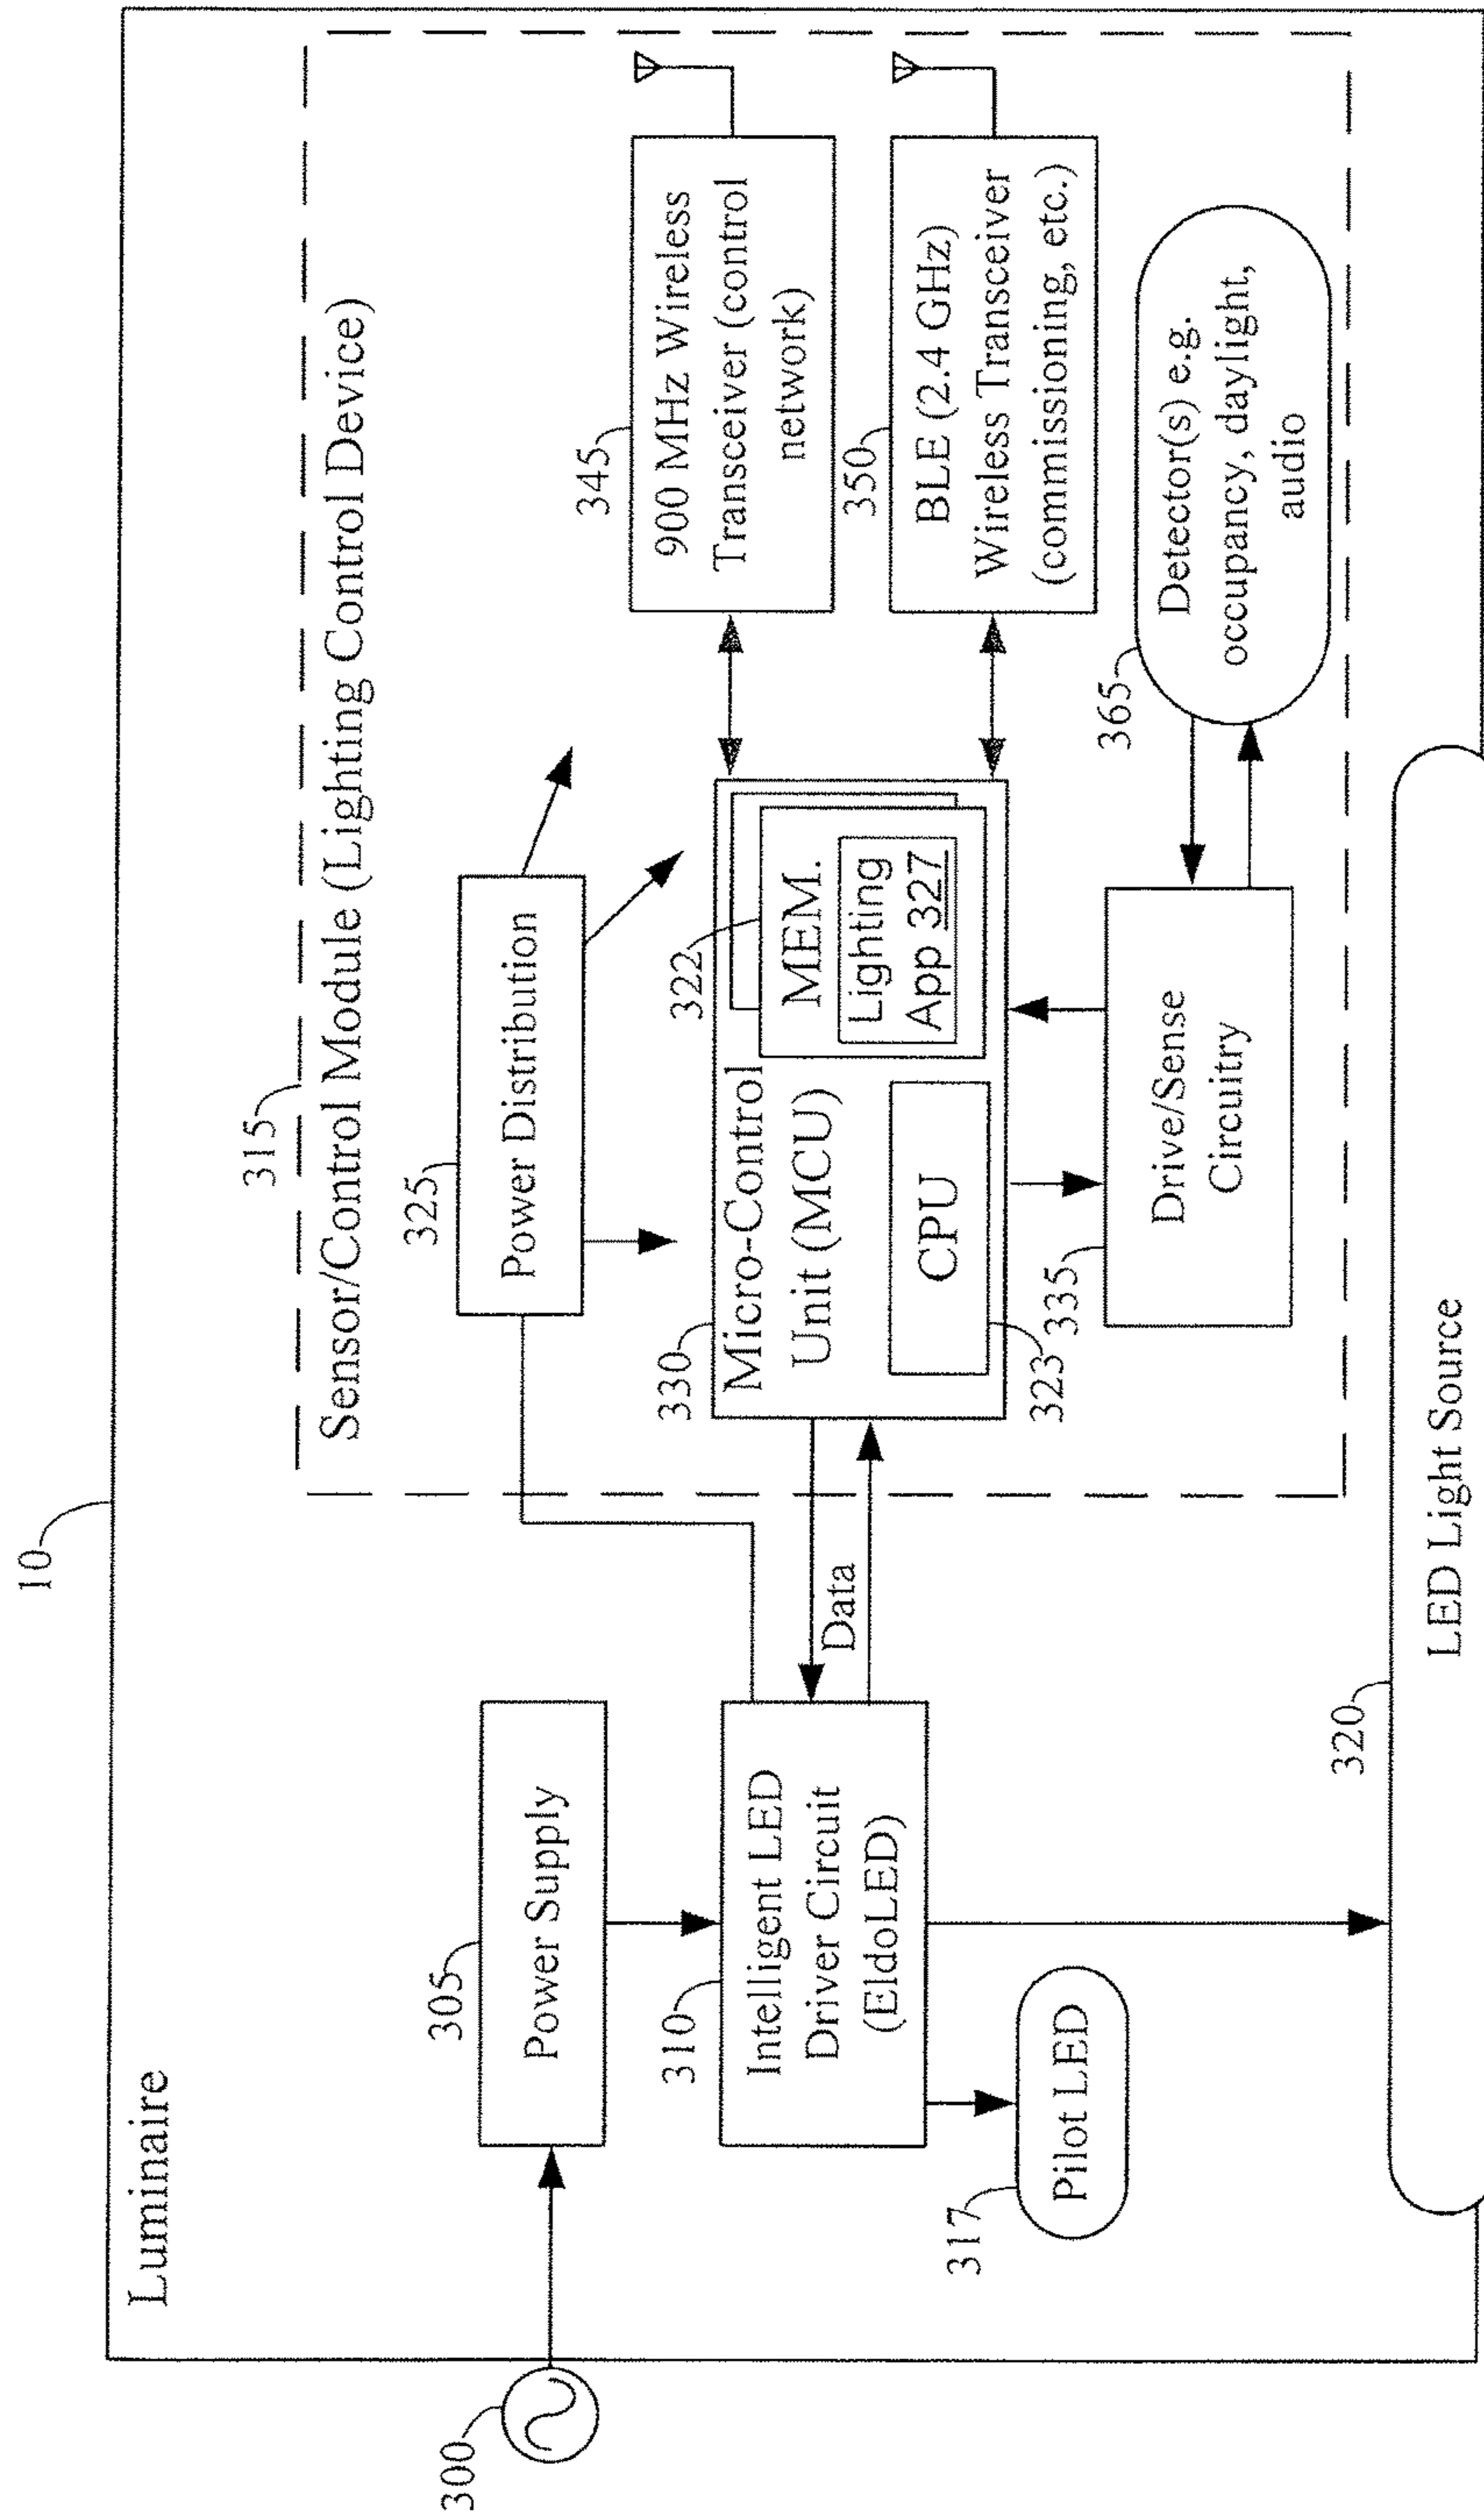 10
Luminaire
315
Sensor/Control Module (Lighting Control Device)
300
305
Power Supply
325
Power Distribution
345
900 MHz Wireless
Transceiver (control
network)
310
Intelligent LED
Driver Circuit
(EldoLED)
Data
330
Micro-Control
Unit (MCU)
322
MEM.
Lighting
App 327
CPU
323
350
BLE (2.4 GHz)
Wireless Transceiver
(commissioning, etc.)
317
Pilot LED
335
Drive/Sense
Circuitry
365
Detector(s) e.g.
occupancy, daylight,
audio
320
LED Light Source